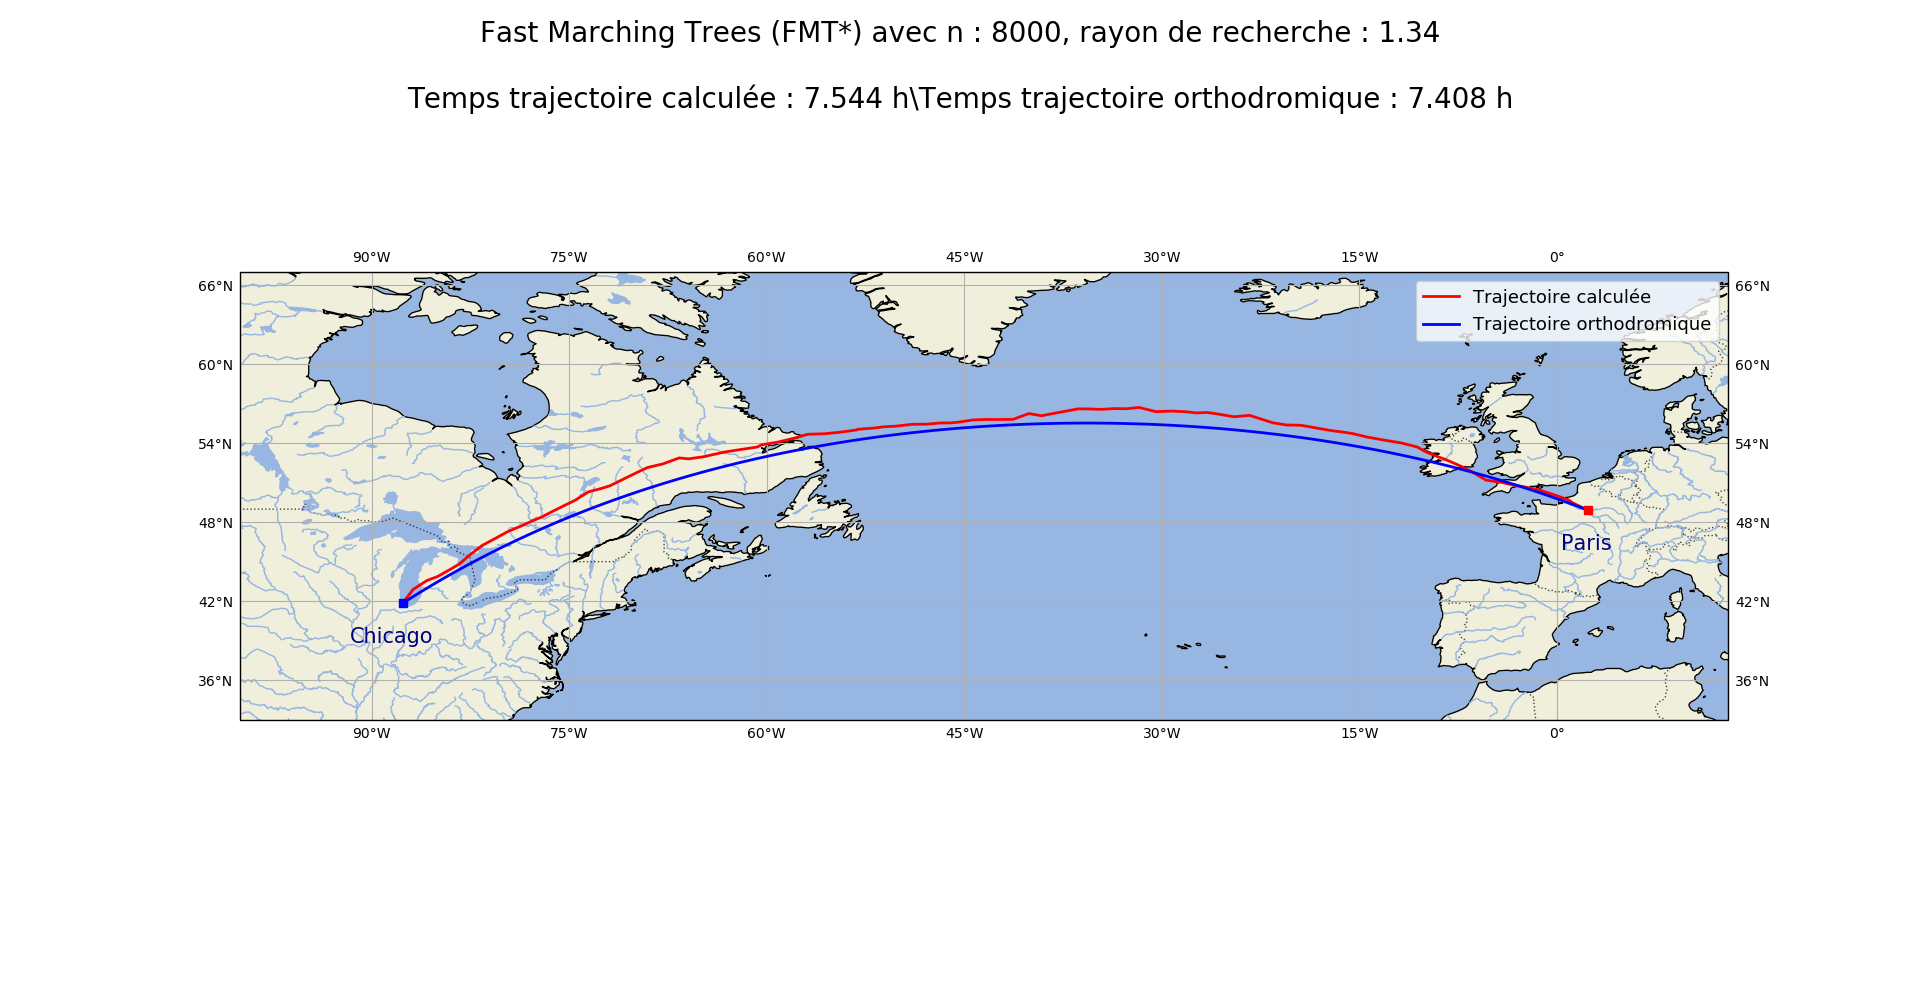 Fast Marching Trees (FMT*) avec n : 8000, rayon de recherche : 1.34
Temps trajectoire calculée : 7.544 h\Temps trajectoire orthodromique : 7.408 h
90°W 75°W 60°W 45°W 30°W 15°W 0°
66°N 66°N
Trajectoire calculée
Trajectoire orthodromique
60°N 60°N
54°N 54°N
48°N 48°N
Paris
42°N 42°N
Chicago
36°N 36°N
90°W 75°W 60°W 45°W 30°W 15°W 0°